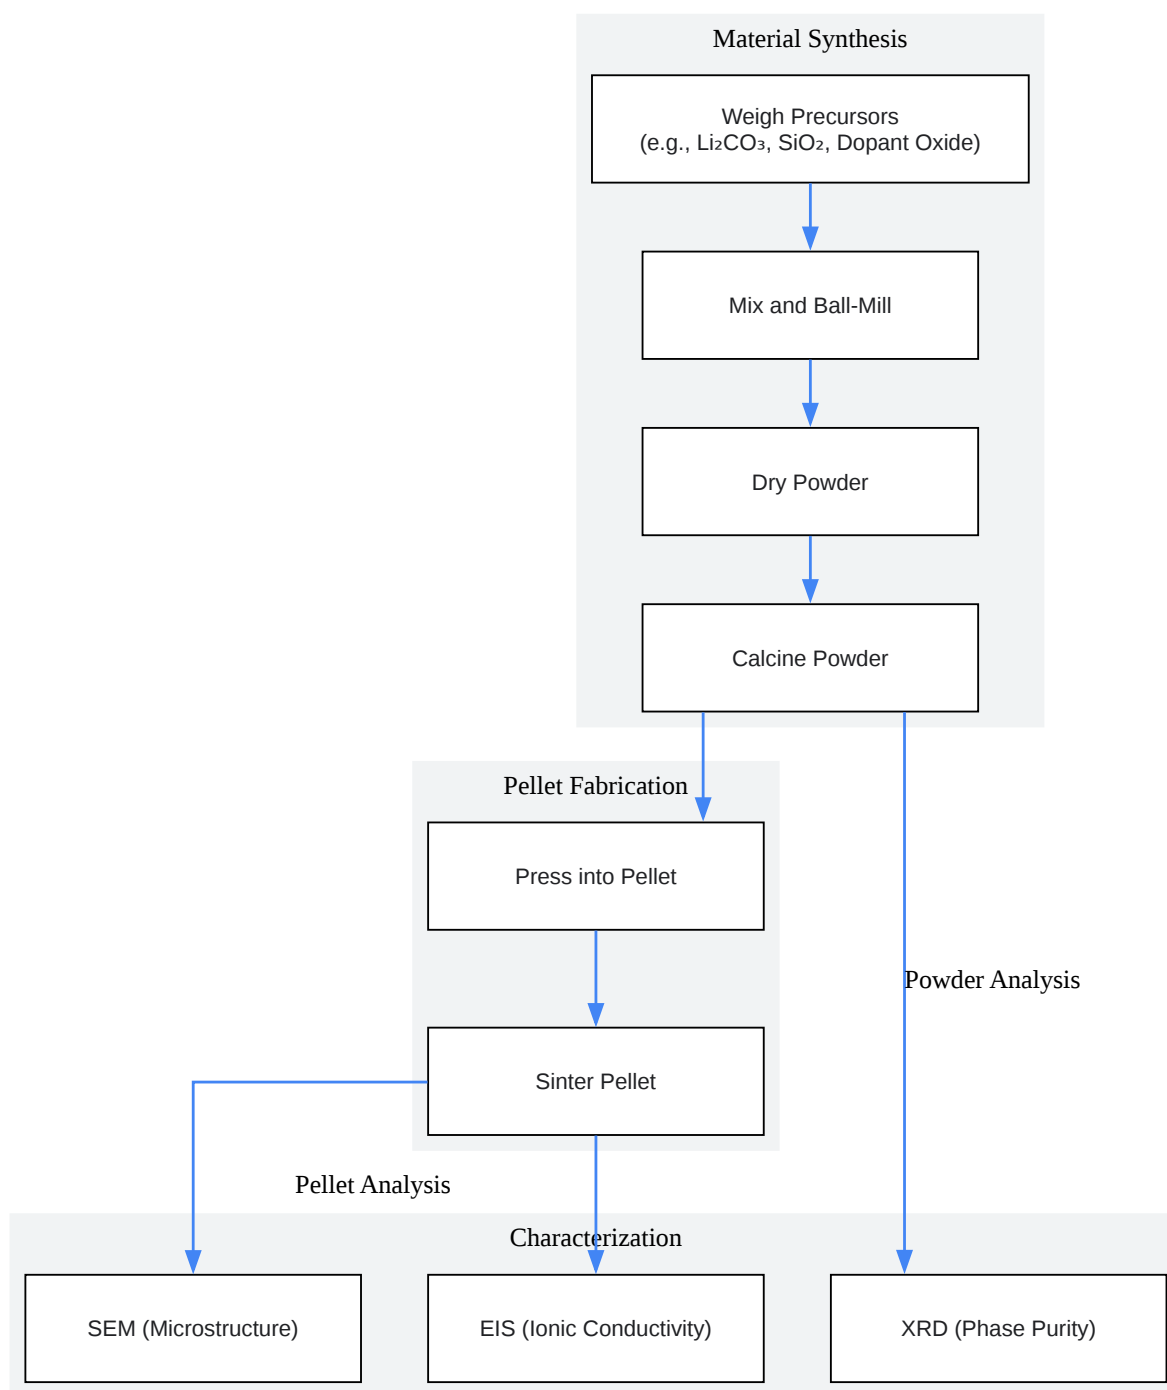 Material Synthesis
Weigh Precursors
(e.g., Li₂CO₃, SiO₂, Dopant Oxide)
Mix and Ball-Mill
Dry Powder
Calcine Powder
Pellet Fabrication
Press into Pellet
Powder Analysis
Sinter Pellet
Pellet Analysis
Characterization
SEM (Microstructure)
EIS (Ionic Conductivity)
XRD (Phase Purity)